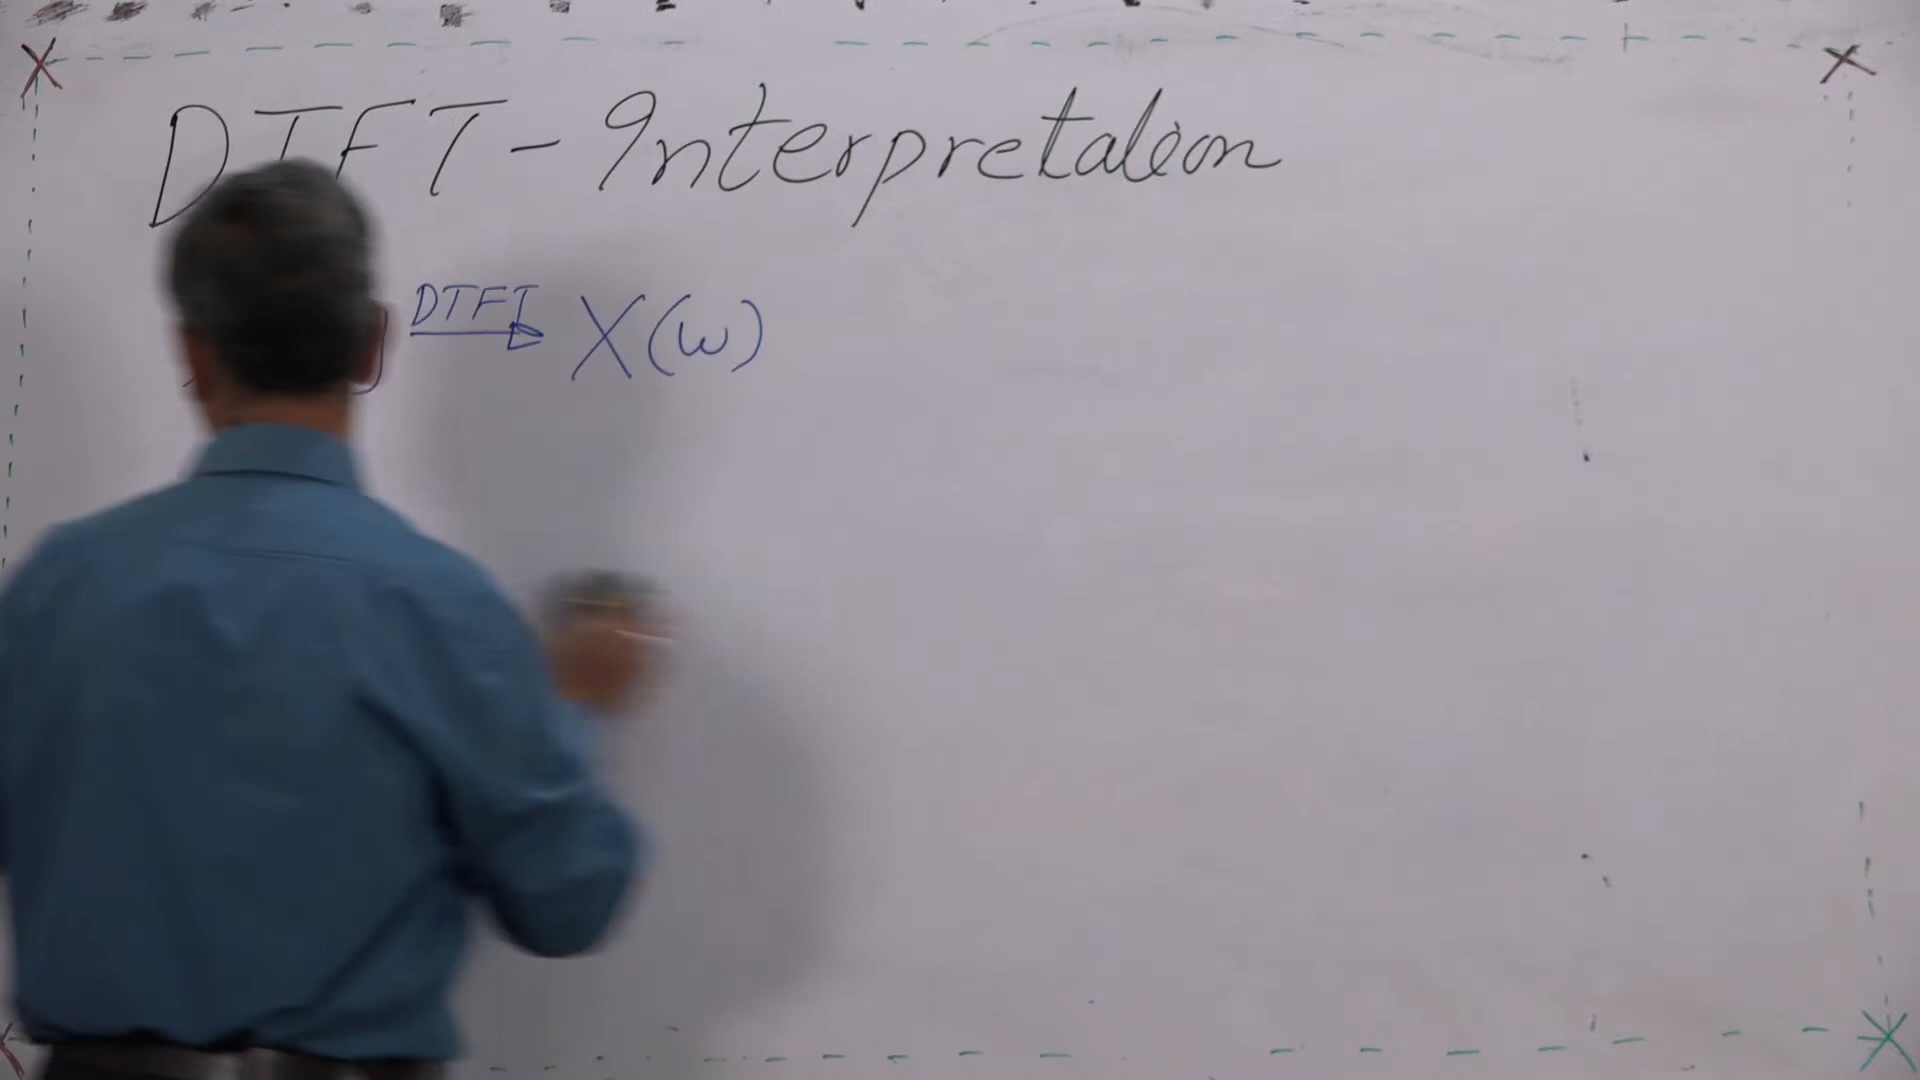 DTFT - Interpretation
] DTFT X(ω)